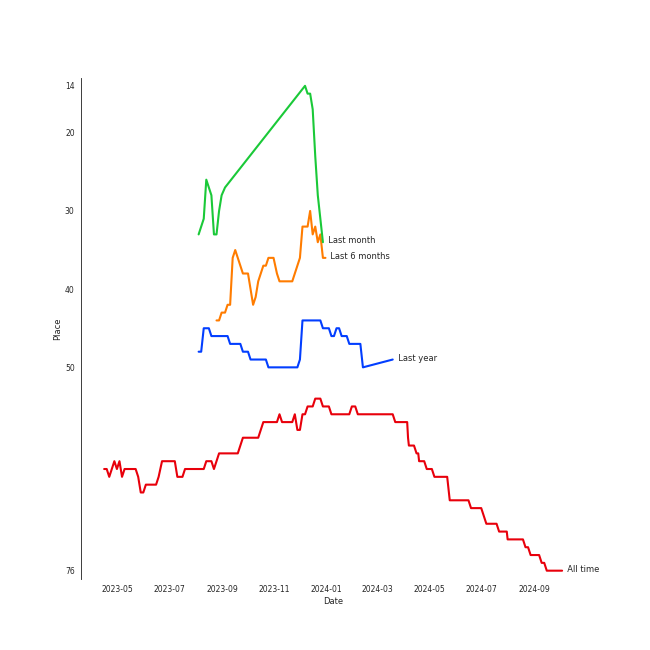 14
20
30
Last month
Last 6 months
40
Place
Last year
50
76
All time
2023-05
2023-07
2023-09
2023-11
2024-01
2024-03
2024-05
2024-07
2024-09
Date